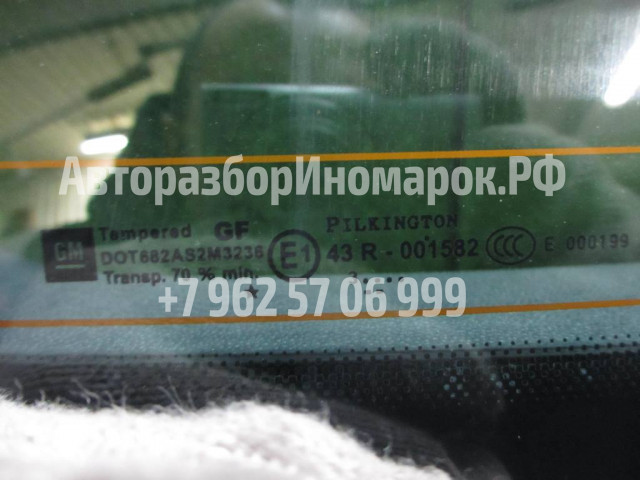 АвторазборИномарок.РФ
GM Tempered GF PILKINGTON
DOT682AS2M3236 E1 43 R - 001582 CCC E 000199
Transp. 70 % min.
+7 962 57 06 999